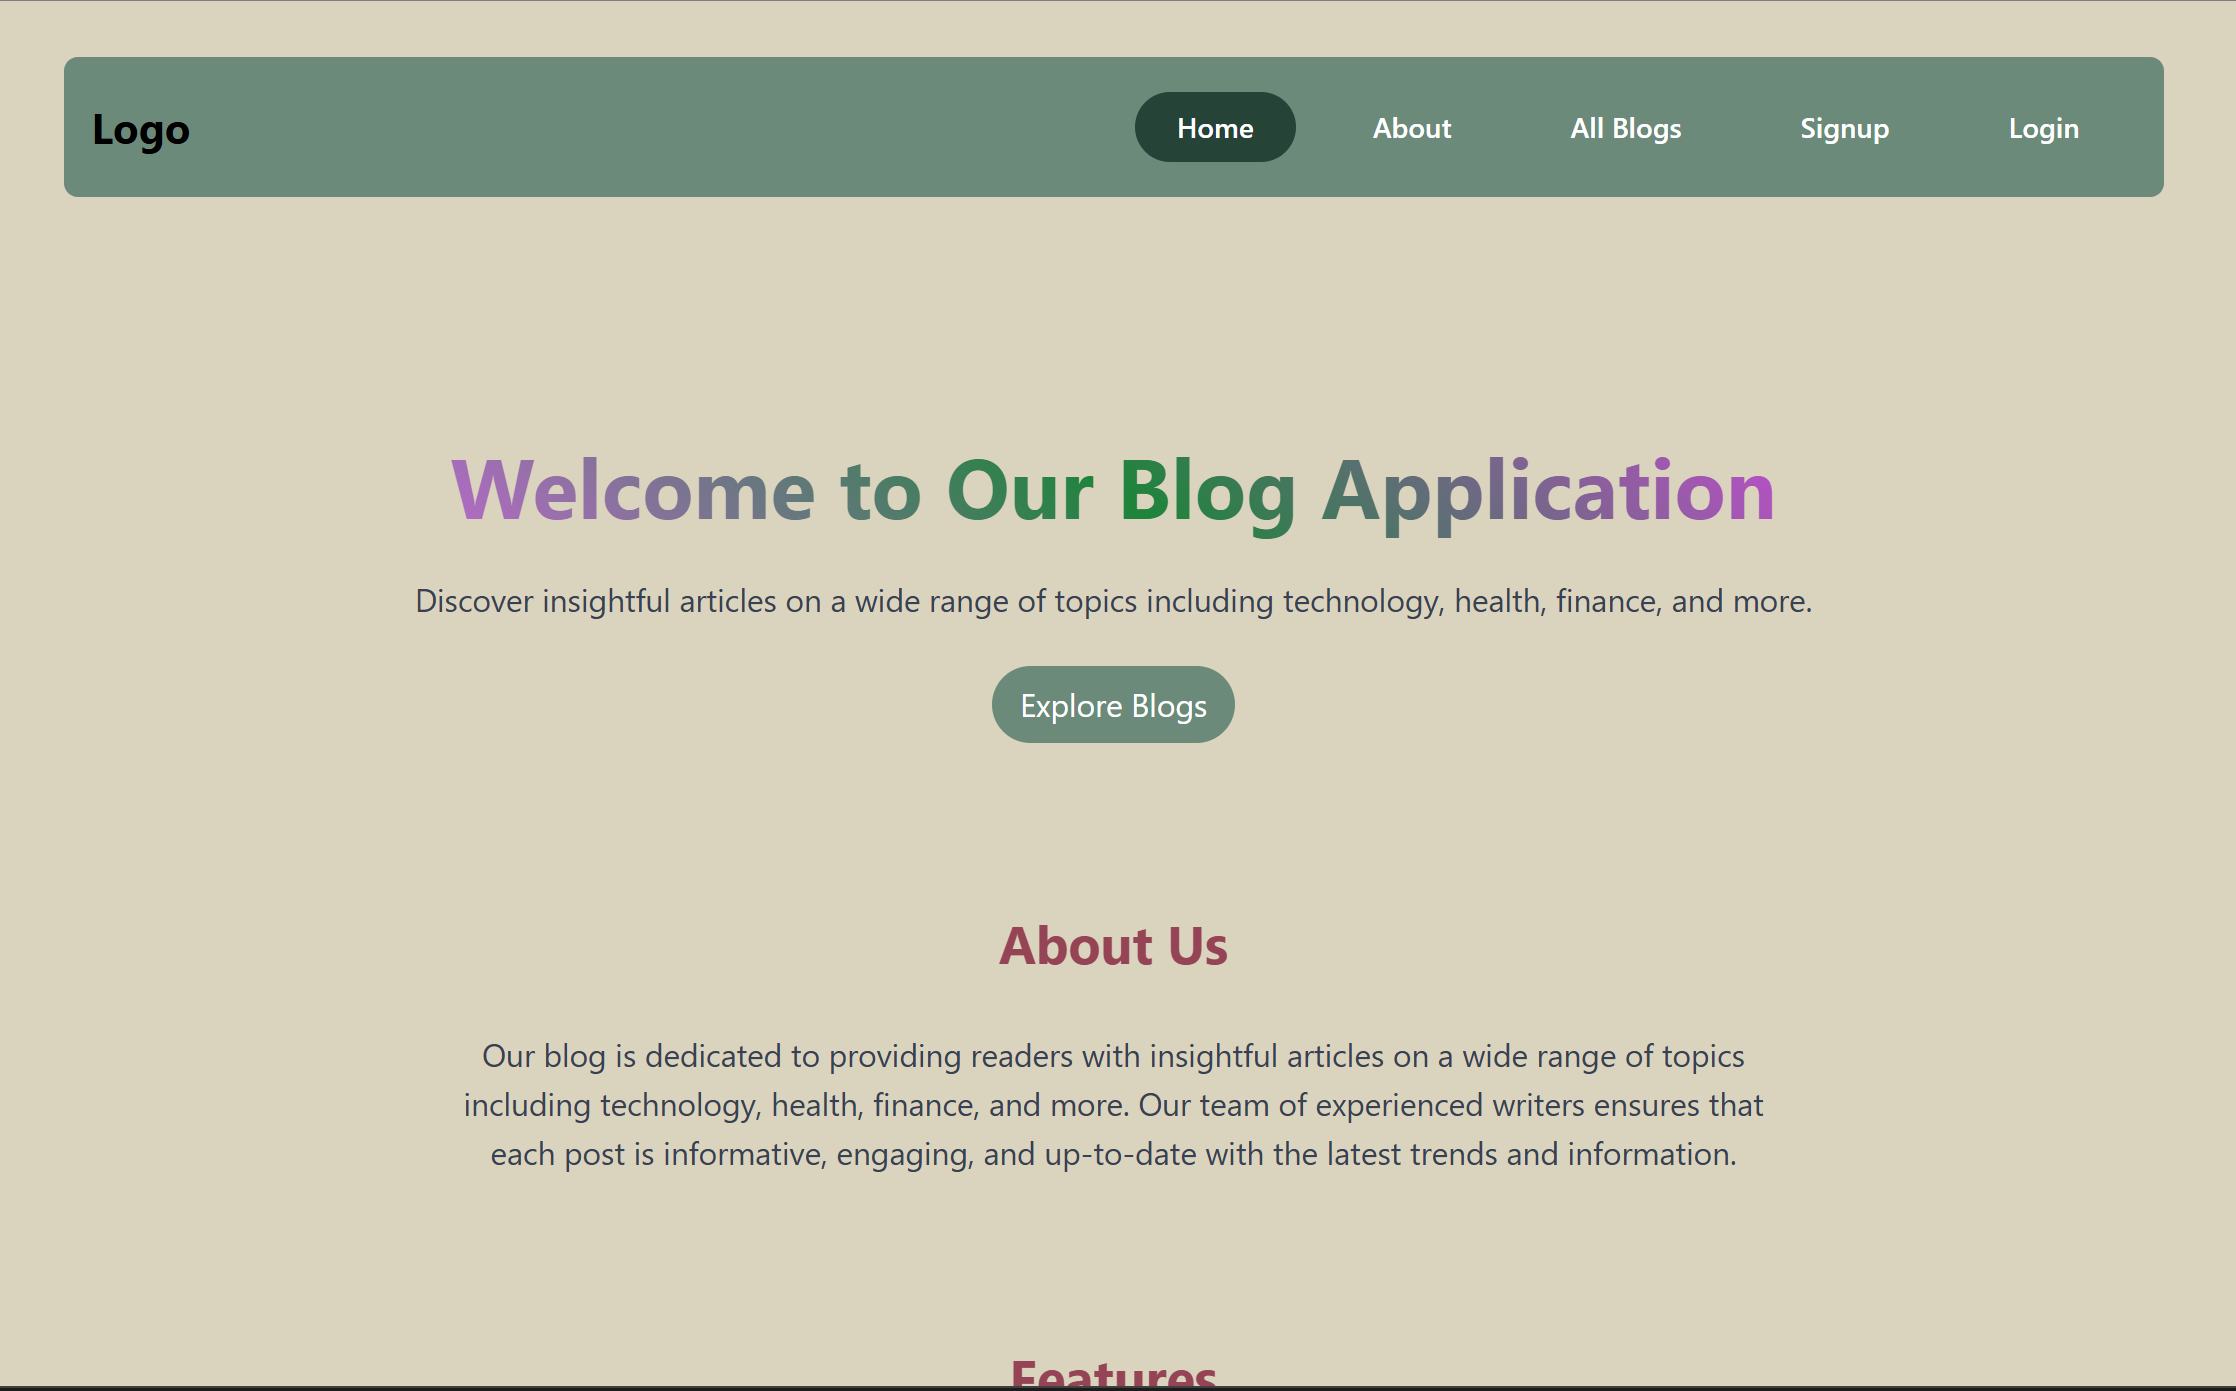 Logo
Home About All Blogs Signup Login
Welcome to Our Blog Application
Discover insightful articles on a wide range of topics including technology, health, finance, and more.
Explore Blogs
About Us
Our blog is dedicated to providing readers with insightful articles on a wide range of topics
including technology, health, finance, and more. Our team of experienced writers ensures that
each post is informative, engaging, and up-to-date with the latest trends and information.
Features